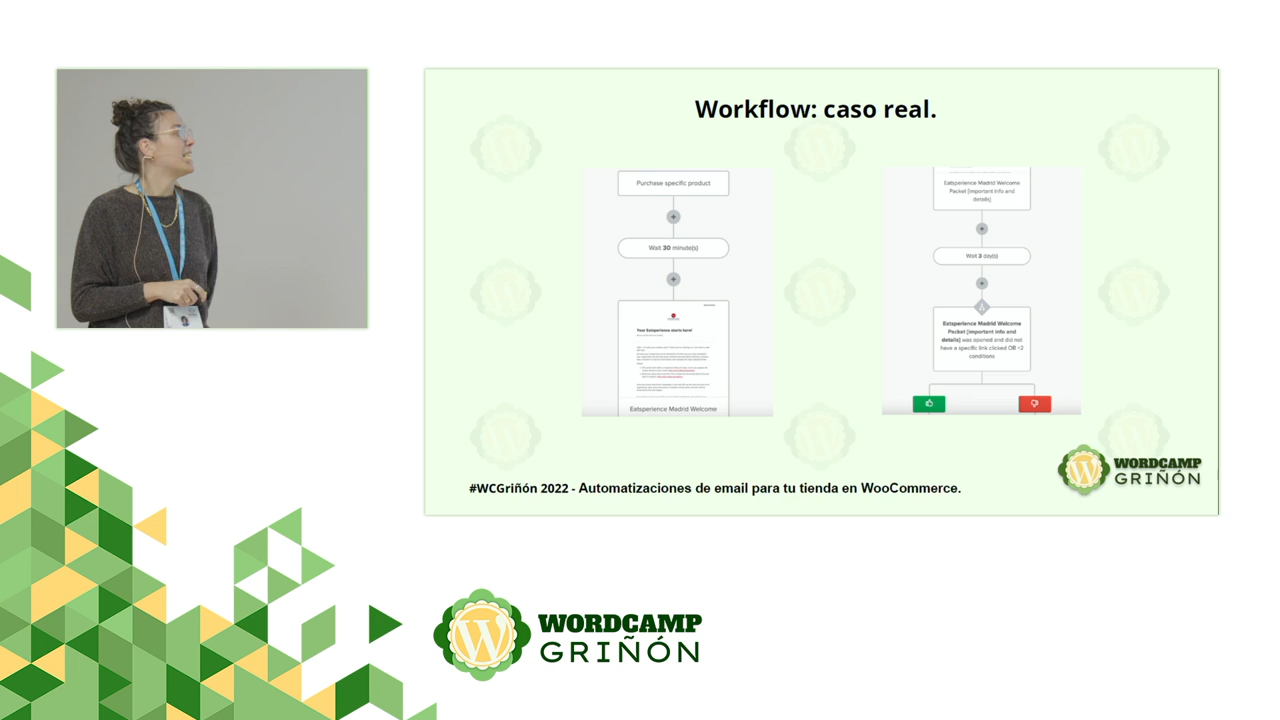 Workflow: caso real.
Purchase specific product
Wait 30 minute(s)
Your Eatsperience starts here!
Eatsperience Madrid Welcome
Eatsperience Madrid Welcome
Packet [important info and
details]
Wait 3 day(s)
Eatsperience Madrid Welcome
Packet [important info and
details] was opened and did not
have a specific link clicked OR <2
conditions
#WCGriñón 2022 - Automatizaciones de email para tu tienda en WooCommerce.
WORDCAMP
GRIÑÓN
WORDCAMP
GRIÑÓN